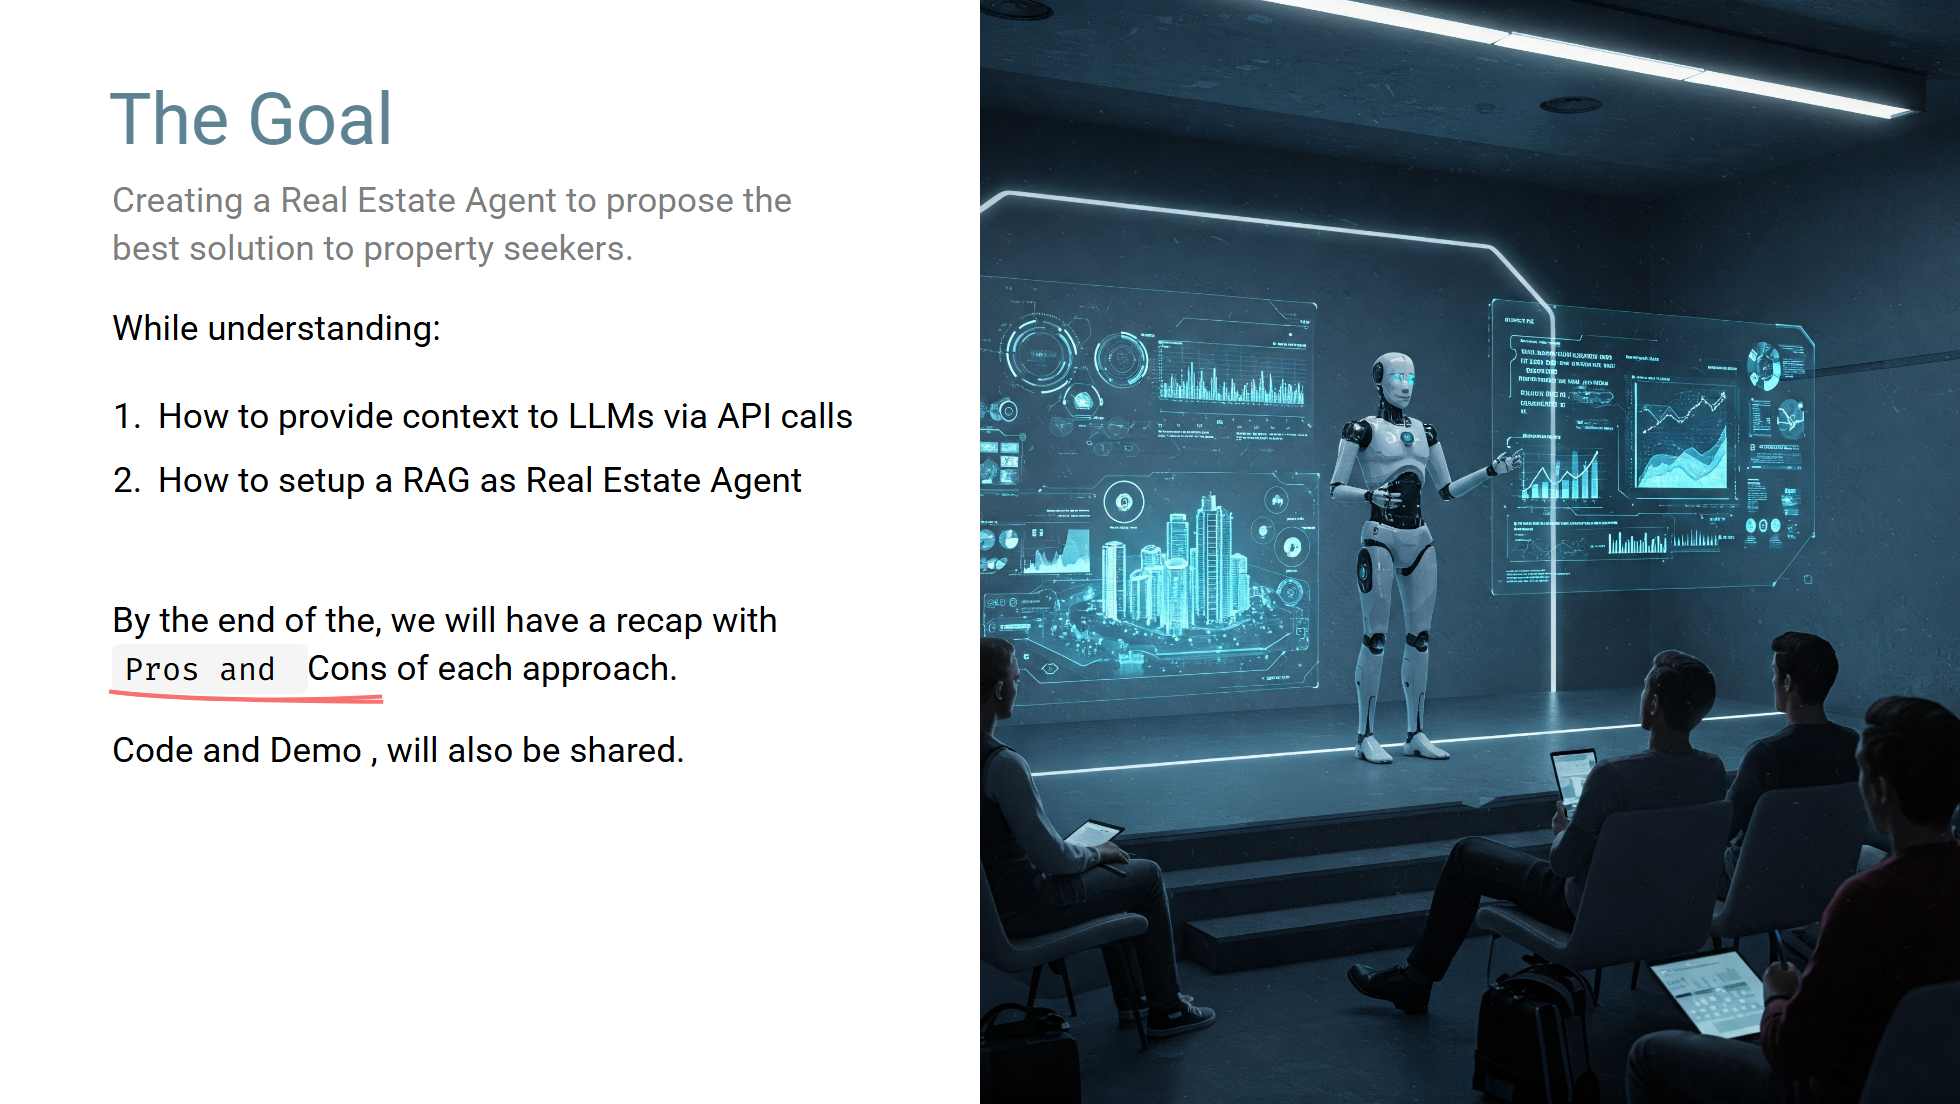 The Goal
Creating a Real Estate Agent to propose the
best solution to property seekers.
While understanding:
1. How to provide context to LLMs via API calls
2. How to setup a RAG as Real Estate Agent
By the end of the, we will have a recap with
Pros and Cons of each approach.
Code and Demo , will also be shared.